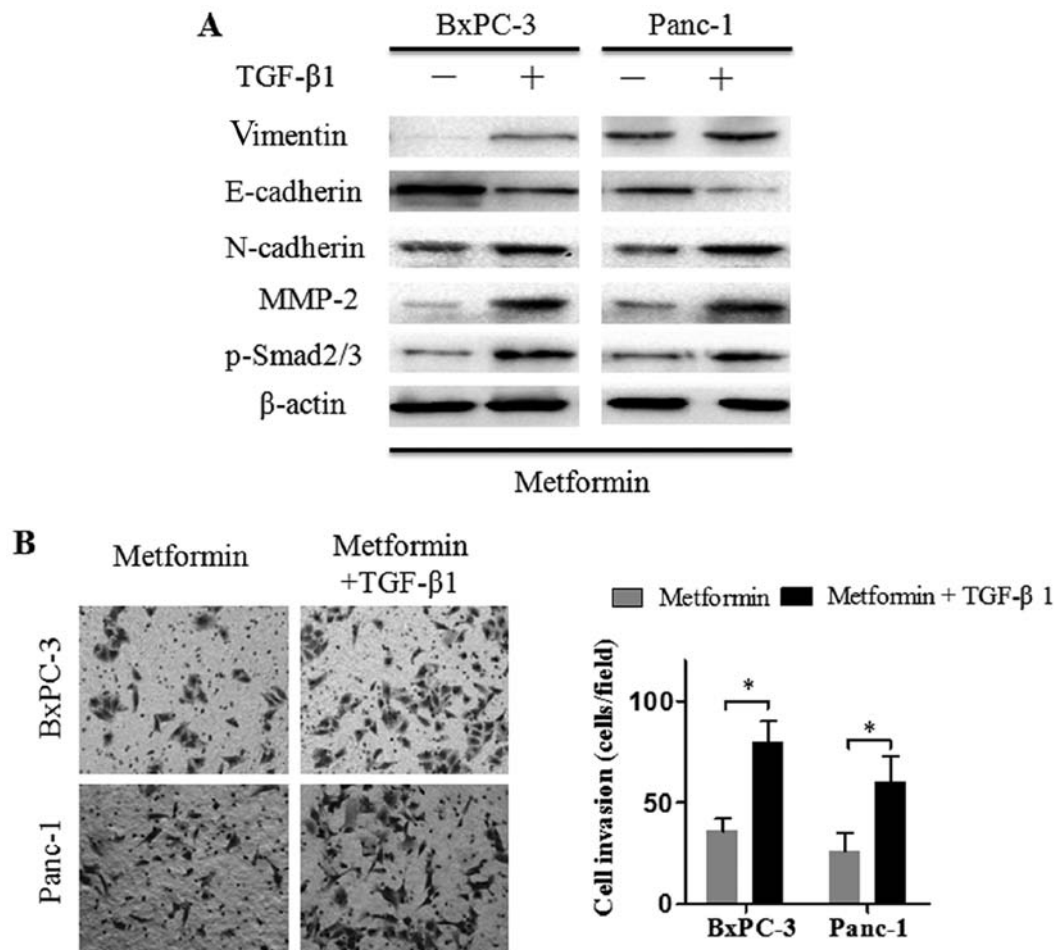 A
BxPC-3 Panc-1
TGF-β1 — + — +
Vimentin
E-cadherin
N-cadherin
MMP-2
p-Smad2/3
β-actin
Metformin
B
Metformin Metformin
+TGF-β1
BxPC-3
Panc-1
Metformin Metformin + TGF-β 1
Cell invasion (cells/field)
100
50
0
* *
BxPC-3 Panc-1